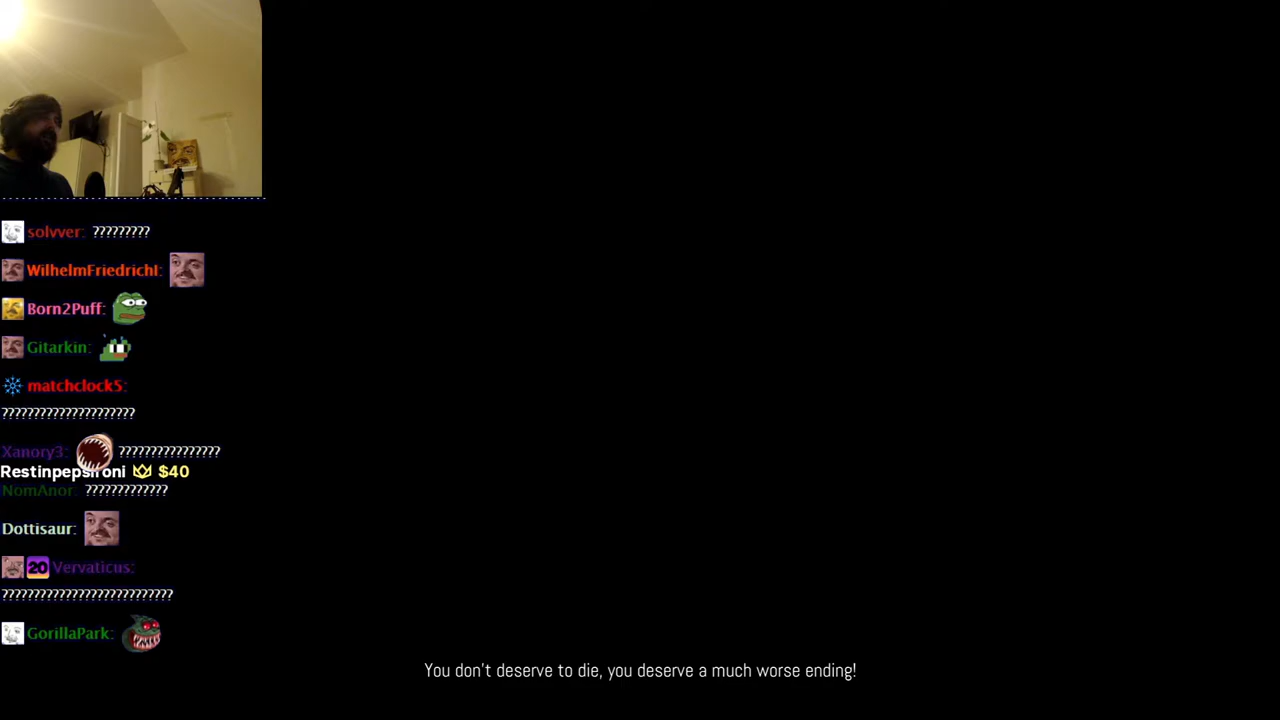 solvver: ?????????
WilhelmFriedrichI:
Born2Puff:
Gitarkin:
matchclock5:
?????????????????????
Xanory3: ????????????????
Restinpepsironi $40
NomAnor: ?????????????
Dottisaur:
20 Vervaticus:
???????????????????????????
GorillaPark:
You don't deserve to die, you deserve a much worse ending!